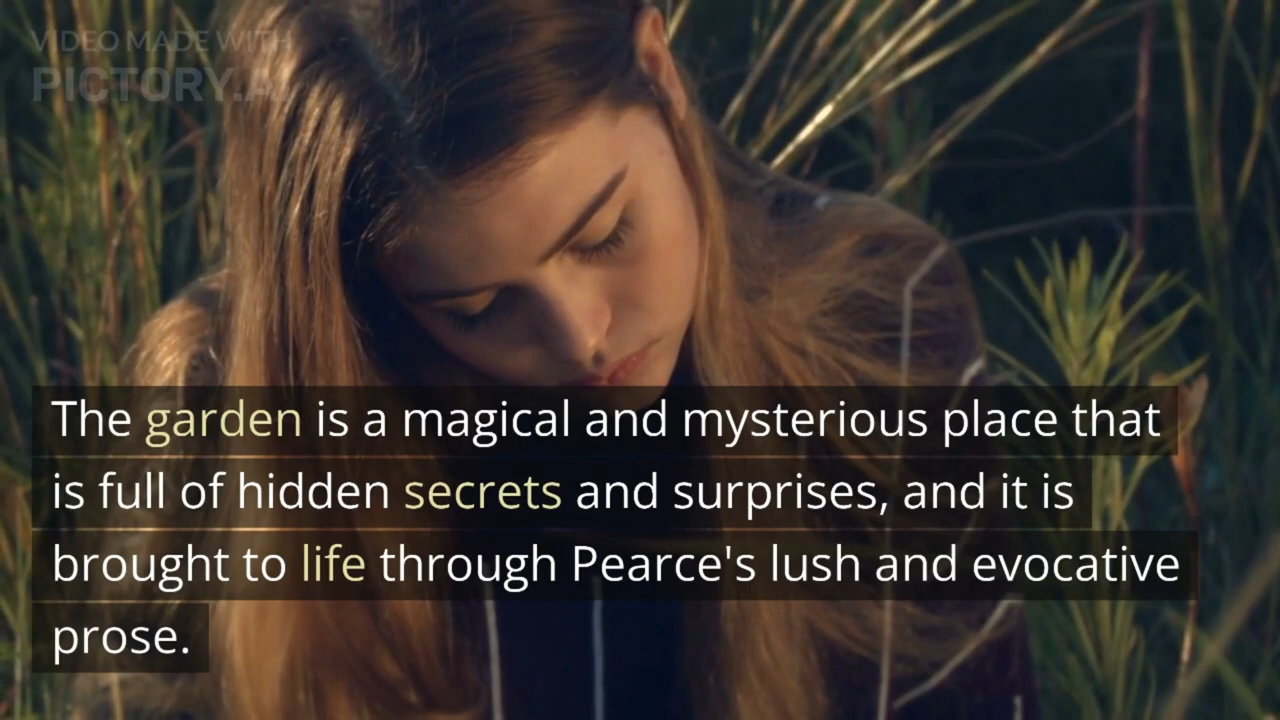 VIDEO MADE WITH
PICTORY.AI
The garden is a magical and mysterious place that
is full of hidden secrets and surprises, and it is
brought to life through Pearce's lush and evocative
prose.